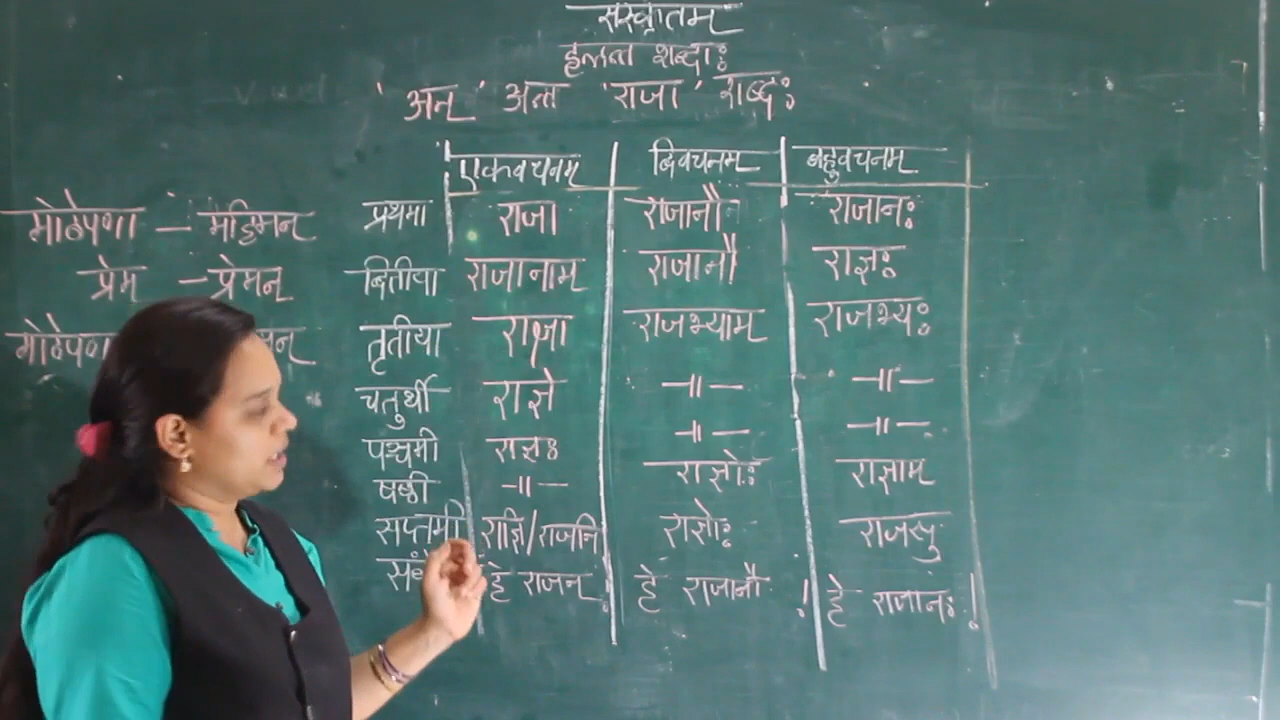 संस्कृतम्
हलन्त शब्दाः
'अन्' अन्त 'राजा' शब्दः
एकवचनम् द्विवचनम् बहुवचनम्
मोठेपणा – महिमन् प्रथमा राजा राजानौ राजानः
प्रेम – प्रेमन् द्वितीया राजानाम् राजानौ राज्ञः
मोठेपणा तृतीया राज्ञा राजभ्याम् राजभ्यः
चतुर्थी राज्ञे –॥– –॥–
पञ्चमी राज्ञः –॥– –॥–
षष्ठी –॥– राज्ञोः राज्ञाम्
सप्तमी राज्ञि/राजनि राज्ञोः राजसु
हे राजन् ! हे राजानौ ! हे राजानः !